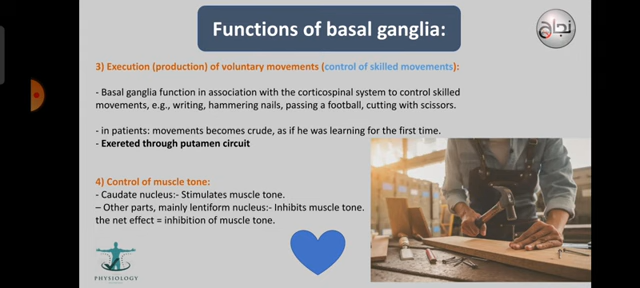 Functions of basal ganglia:
نجاح
3) Execution (production) of voluntary movements (control of skilled movements):
- Basal ganglia function in association with the corticospinal system to control skilled
movements, e.g., writing, hammering nails, passing a football, cutting with scissors.
- in patients: movements becomes crude, as if he was learning for the first time.
- Exereted through putamen circuit
4) Control of muscle tone:
- Caudate nucleus:- Stimulates muscle tone.
– Other parts, mainly lentiform nucleus:- Inhibits muscle tone.
the net effect = inhibition of muscle tone.
PHYSIOLOGY